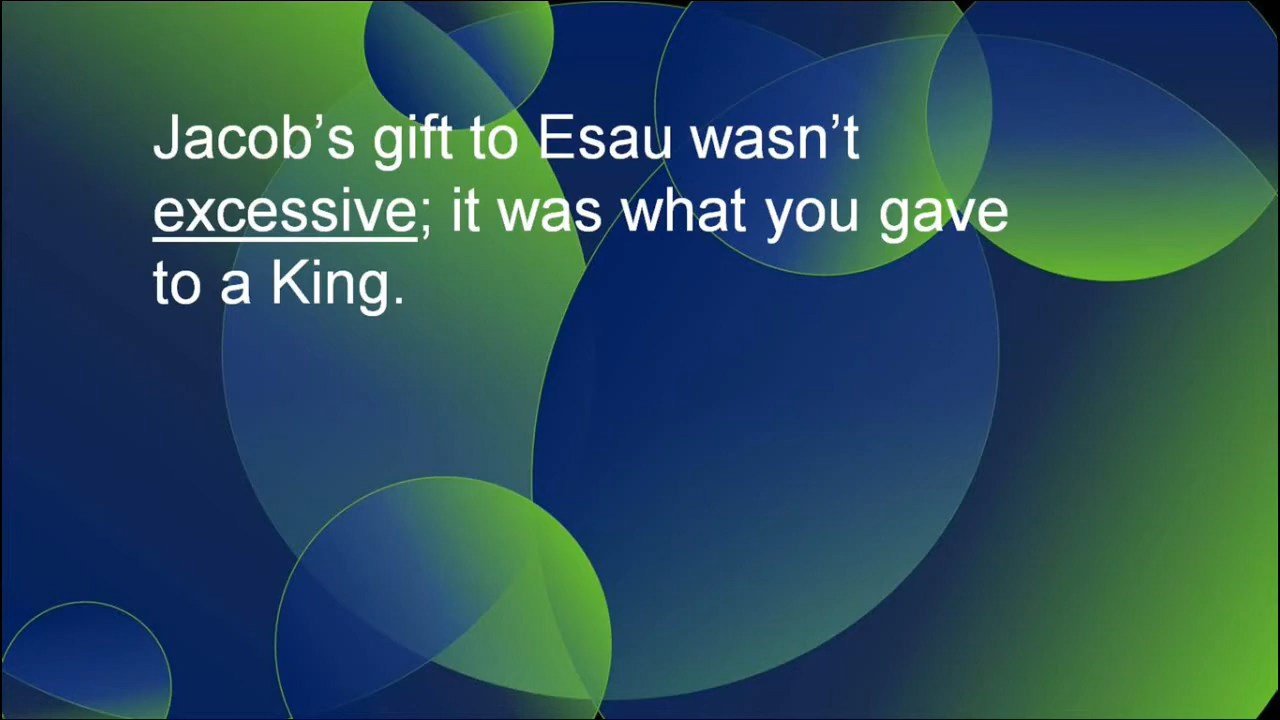 Jacob’s gift to Esau wasn’t
excessive; it was what you gave
to a King.